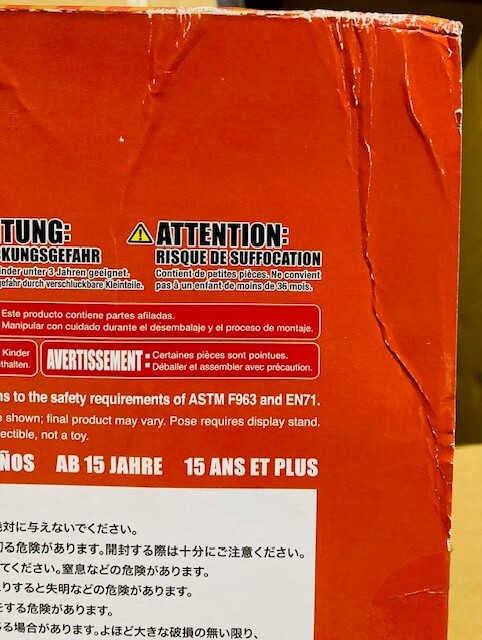 TUNG:
KUNGSGEFAHR
inder unter 3 Jahren geeignet.
gefahr durch verschluckbare Kleinteile.
ATTENTION:
RISQUE DE SUFFOCATION
Contient de petites pièces. Ne convient
pas à un enfant de moins de 36 mois.
Este producto contiene partes afiladas.
Manipular con cuidado durante el desembalaje y el proceso de montaje.
Kinder
thalten.
AVERTISSEMENT:
Certaines pièces sont pointues.
Déballer et assembler avec précaution.
ns to the safety requirements of ASTM F963 and EN71.
e shown; final product may vary. Pose requires display stand.
ectible, not a toy.
ÑOS AB 15 JAHRE 15 ANS ET PLUS
絶対に与えないでください。
切る危険があります。開封する際は十分にご注意ください。
てください。窒息などの危険があります。
たりすると失明などの危険があります。
をする危険があります。
る場合があります。よほど大きな破損の無い限り、